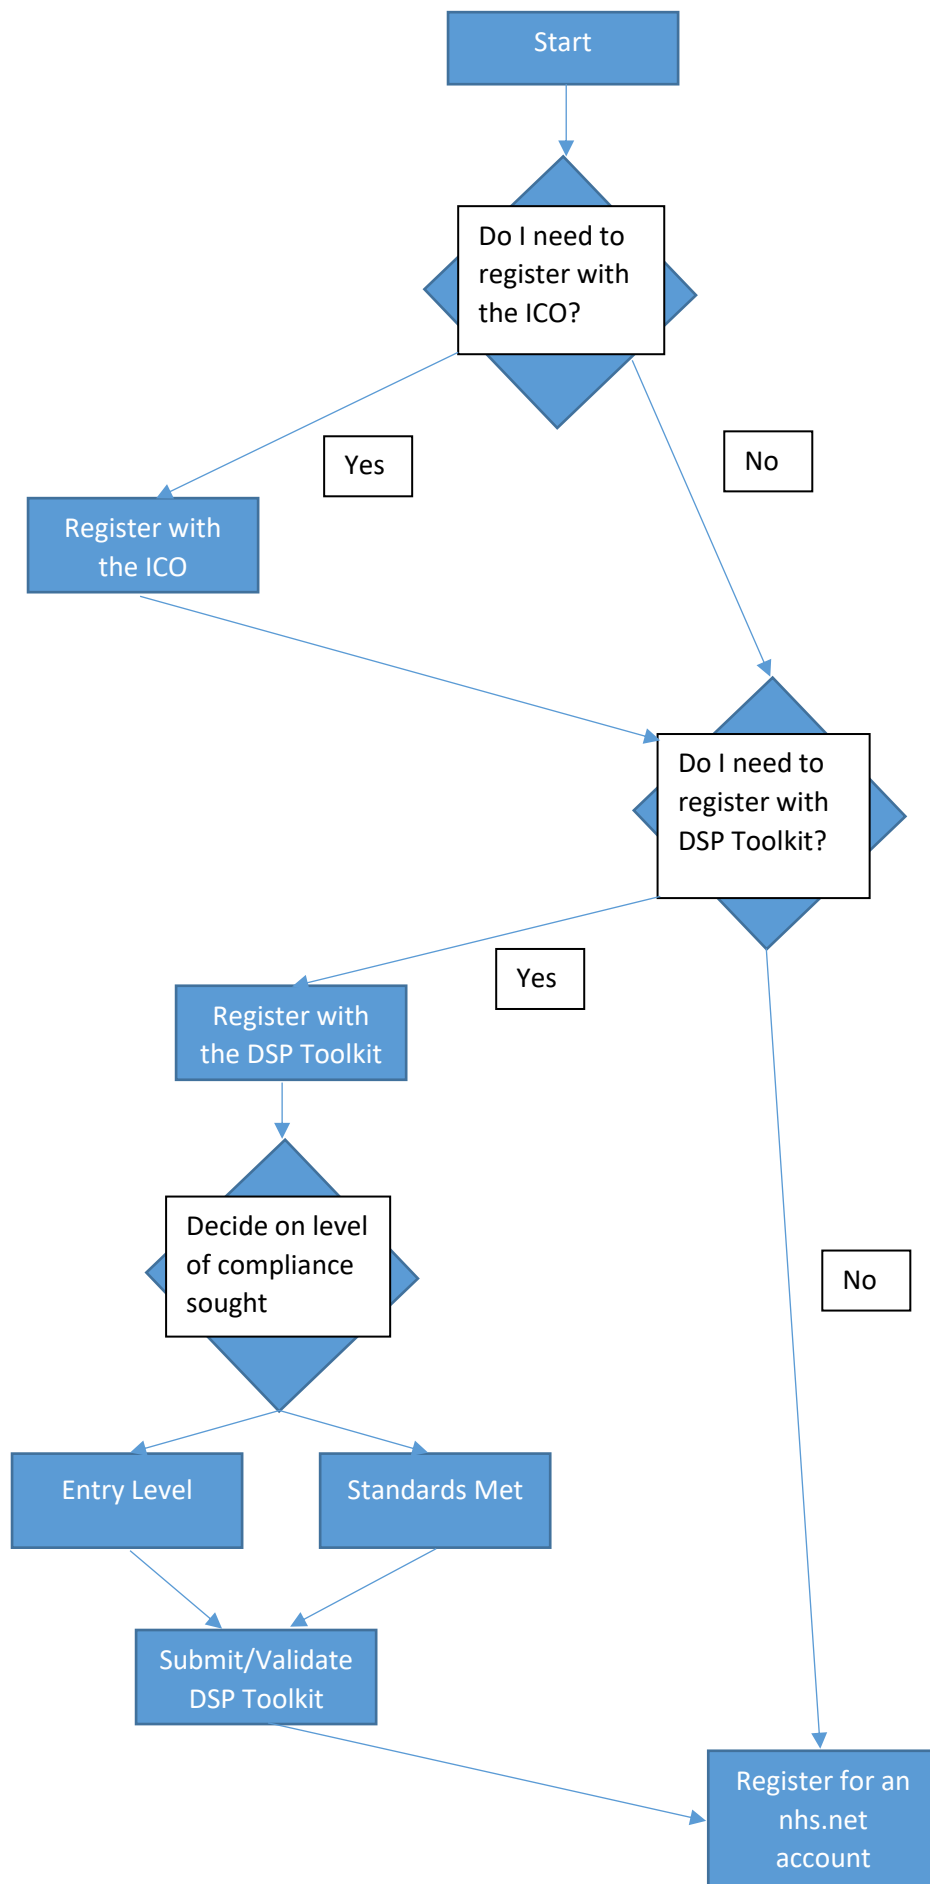 Start
Do I need to
register with
the ICO?
Yes
No
Register with
the ICO
Do I need to
register with
DSP Toolkit?
Yes
Register with
the DSP Toolkit
Decide on level
of compliance
sought
No
Entry Level
Standards Met
Submit/Validate
DSP Toolkit
Register for an
nhs.net
account